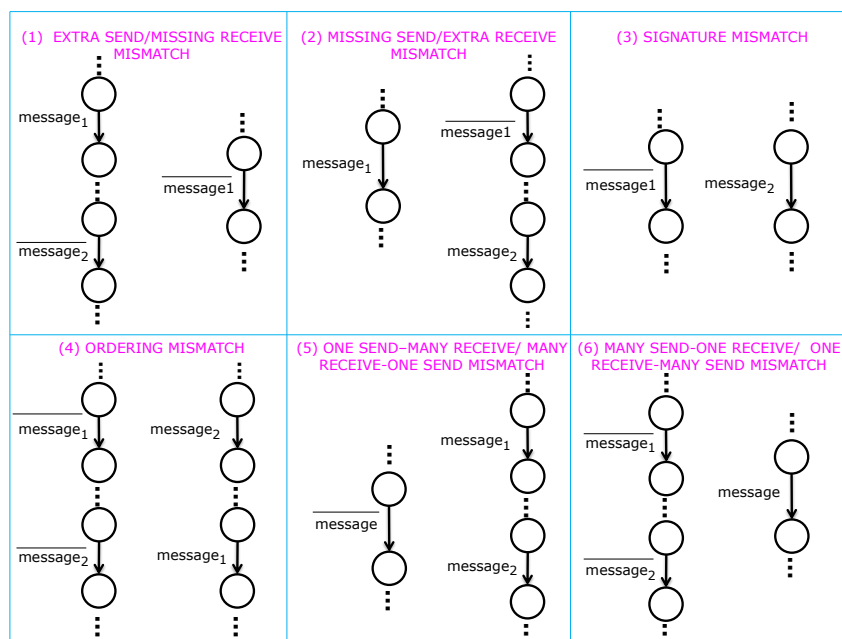 (1) EXTRA SEND/MISSING RECEIVE
MISMATCH
message₁
message1
message₂
(2) MISSING SEND/EXTRA RECEIVE
MISMATCH
message1
message₁
message₂
(3) SIGNATURE MISMATCH
message1
message₂
(4) ORDERING MISMATCH
message₁
message₂
message₂
message₁
(5) ONE SEND–MANY RECEIVE/ MANY
RECEIVE-ONE SEND MISMATCH
message₁
message
message₂
(6) MANY SEND-ONE RECEIVE/ ONE
RECEIVE-MANY SEND MISMATCH
message₁
message
message₂